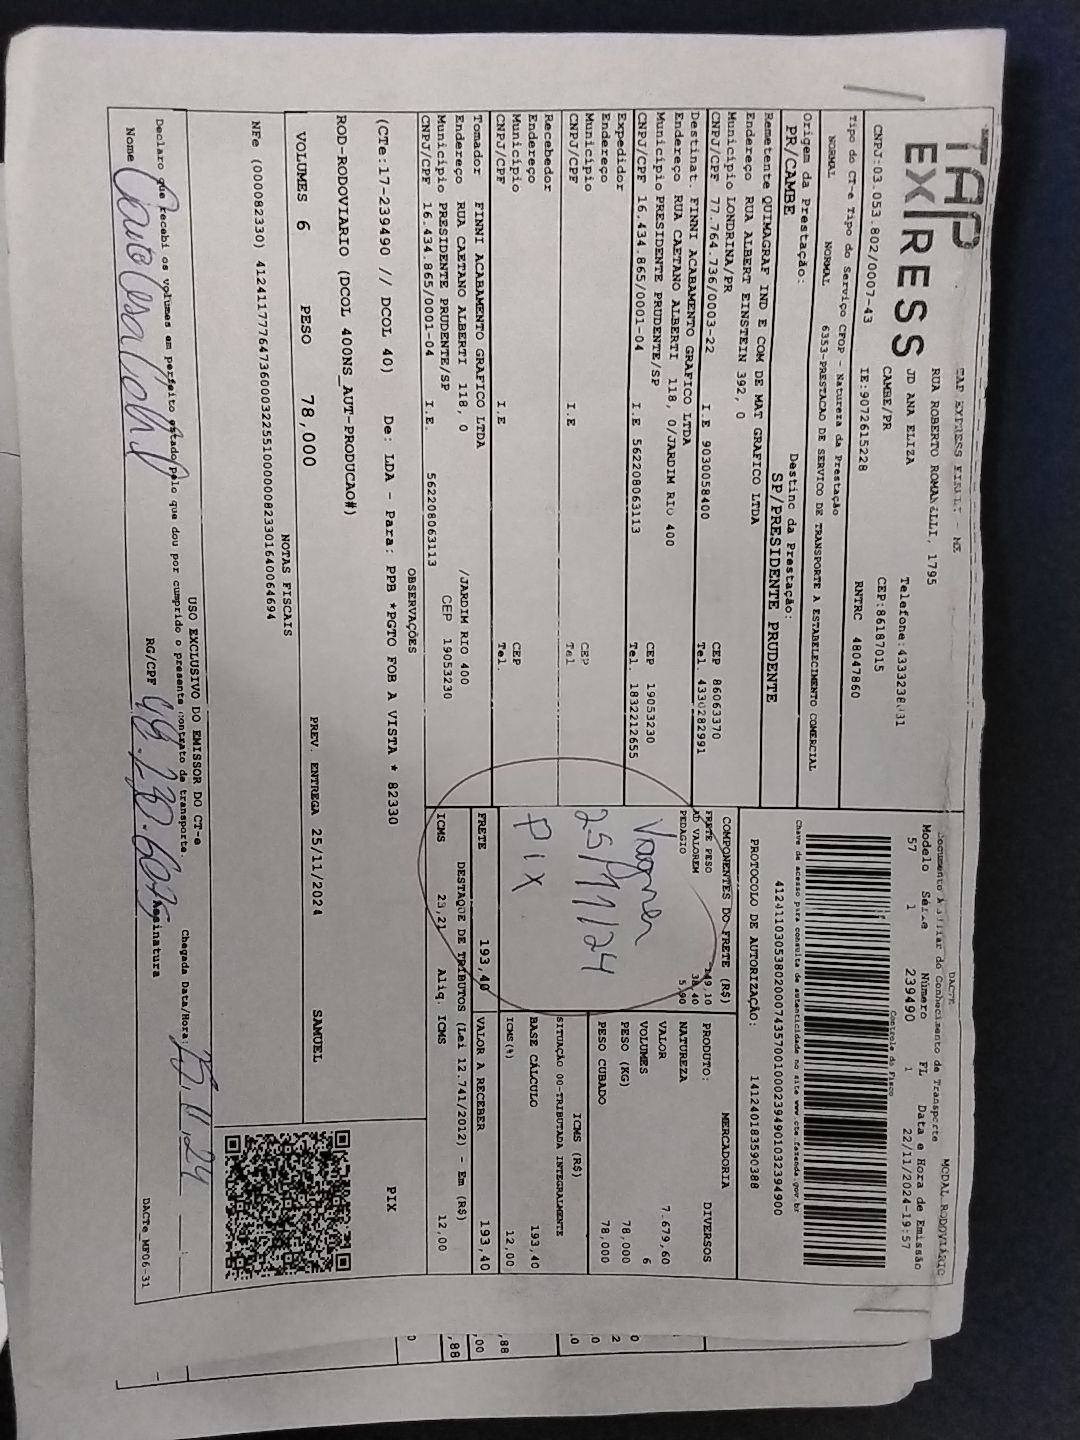 TAP
EXPRESS
RUA ROBERTO ROMANELLI, 1795
JD ANA ELIZA
CAMBE/PR
CEP:86187015
CNPJ:03.053.802/0007-43
IE:9072615228
RNTRC 48047860
Documento Auxiliar do Conhecimento de Transporte
DACTE
MODAL RODOVIÁRIO
Modelo Série Número FL Data e Hora de Emissão
57 1 239490 1 22/11/2024-19:57
Controle do Fisco
Chave de acesso para consulta de autenticidade no site www.cte.fazenda.gov.br
PROTOCOLO DE AUTORIZAÇÃO: 141240183590388
Tipo do CT-e Tipo do Serviço CFOP - Natureza da Prestação
NORMAL NORMAL 6353-PRESTACAO DE SERVICO DE TRANSPORTE A ESTABELECIMENTO COMERCIAL
Origem da Prestação: Destino da Prestação:
PR/CAMBE SP/PRESIDENTE PRUDENTE
Remetente QUIMAGRAF IND E COM DE MAT GRAFICO LTDA
Endereço RUA ALBERT EINSTEIN 392, 0
Município LONDRINA/PR CEP 86063370
CNPJ/CPF 77.764.736/0003-22 I.E 9030058400 Tel 4330282991
Destinat. FINNI ACABAMENTO GRAFICO LTDA
Endereço RUA CAETANO ALBERTI 118, 0/JARDIM RIO 400
Município PRESIDENTE PRUDENTE/SP CEP 19053230
CNPJ/CPF 16.434.865/0001-04 I.E 562208063113 Tel. 1832212655
Expedidor
Endereço
Município CEP
CNPJ/CPF I.E Tel
Recebedor
Endereço
Município CEP
CNPJ/CPF I.E Tel.
Tomador FINNI ACABAMENTO GRAFICO LTDA
Endereço RUA CAETANO ALBERTI 118, 0 /JARDIM RIO 400
Município PRESIDENTE PRUDENTE/SP CEP 19053230
CNPJ/CPF 16.434.865/0001-04 I.E. 562208063113
COMPONENTES DO FRETE (R$)
FRETE PESO 149,10
AD VALOREM 38,40
PEDAGIO 5,90
Vagner
25/11/24
PIX
FRETE 193,40
MERCADORIA
PRODUTO: DIVERSOS
NATUREZA
VALOR 7.679,60
VOLUMES 6
PESO (KG) 78,000
PESO CUBADO 78,000
ICMS (R$)
SITUAÇÃO 00-TRIBUTADA INTEGRALMENTE
BASE CÁLCULO 193,40
ICMS(%) 12,00
VALOR A RECEBER 193,40
DESTAQUE DE TRIBUTOS (Lei 12.741/2012) - Em (R$)
ICMS 23,21 Aliq. ICMS 12,00
OBSERVAÇÕES
(CTe:17-239490 // DCOL 40) De: LDA - Para: PPB *PGTO FOB A VISTA * 82330
PIX
ROD-RODOVIARIO (DCOL 400NS_AUT-PRODUCAO#)
VOLUMES 6 PESO 78,000 PREV. ENTREGA 25/11/2024 SAMUEL
NOTAS FISCAIS
USO EXCLUSIVO DO EMISSOR DO CT-e
Declaro que recebi os volumes em perfeito estado pelo que dou por cumprido o presente contrato de transporte.
Chegada Data/Hora: 25.11.24
Nome RG/CPF Assinatura
DACTe_MF06-31